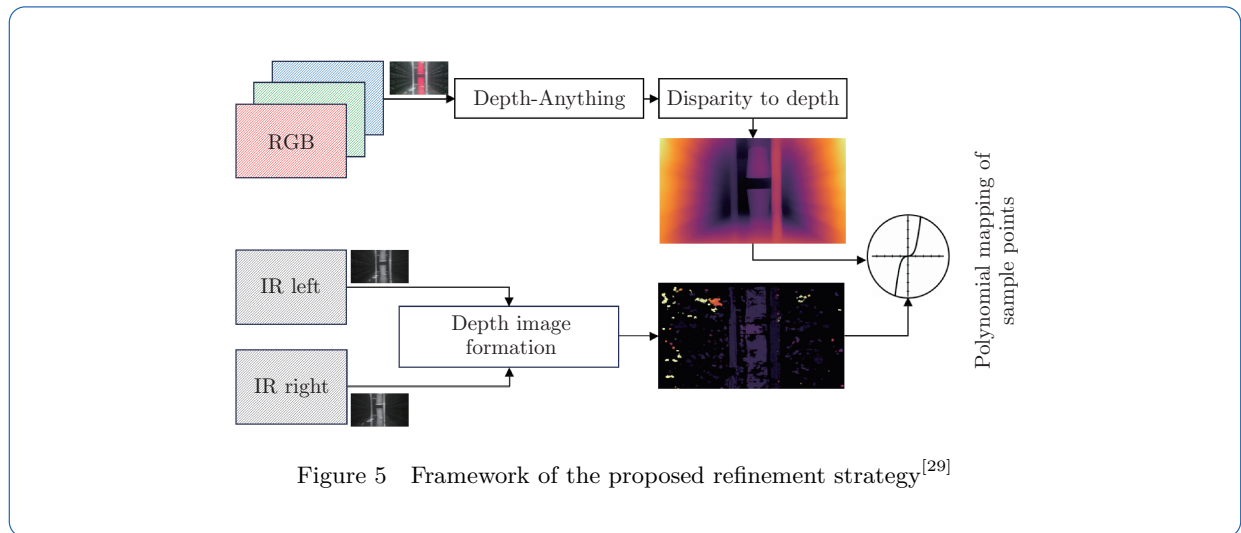 RGB
Depth-Anything
Disparity to depth
IR left
IR right
Depth image
formation
Polynomial mapping of
sample points
Figure 5 Framework of the proposed refinement strategy[29]